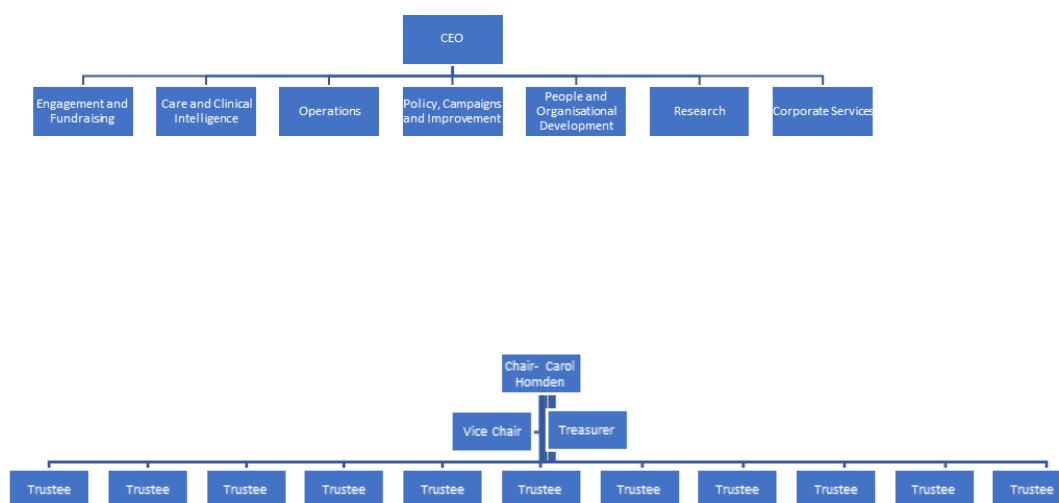 CEO
Engagement and
Fundraising
Care and Clinical
Intelligence
Operations
Policy, Campaigns
and Improvement
People and
Organisational
Development
Research
Corporate Services
Chair- Carol
Homden
Vice Chair
Treasurer
Trustee
Trustee
Trustee
Trustee
Trustee
Trustee
Trustee
Trustee
Trustee
Trustee
Trustee